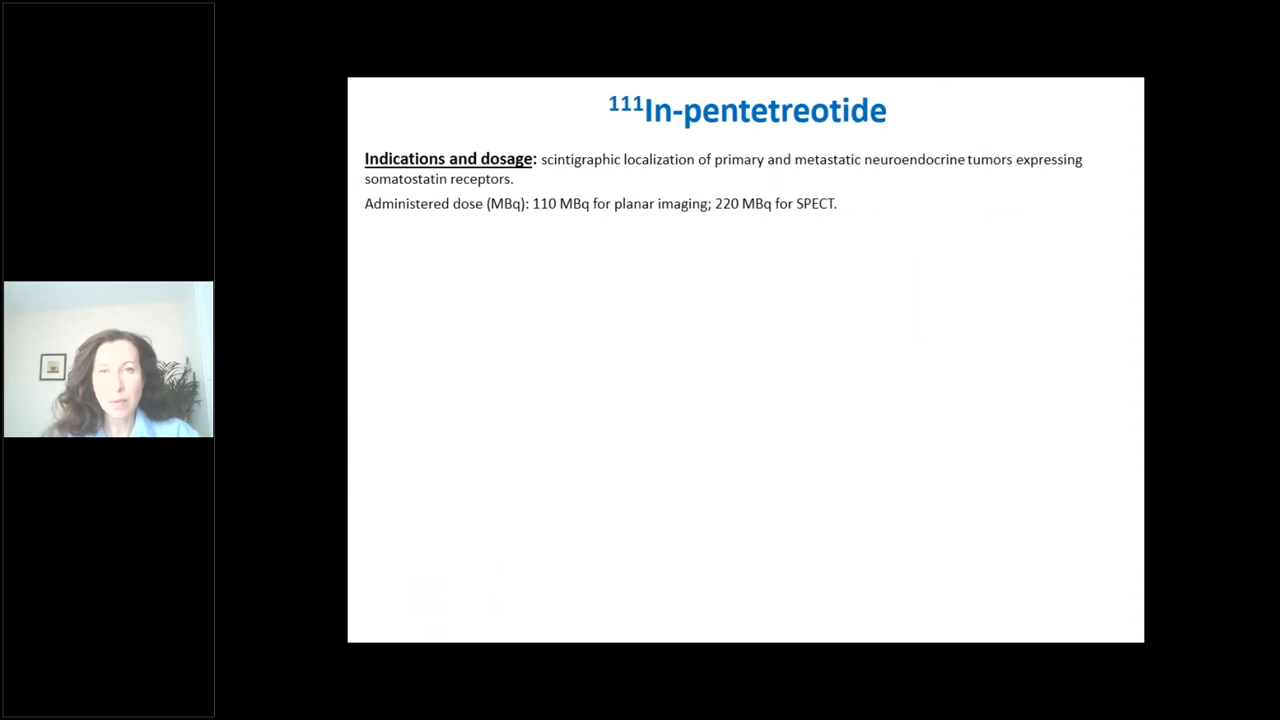 ¹¹¹In-pentetreotide
Indications and dosage: scintigraphic localization of primary and metastatic neuroendocrine tumors expressing
somatostatin receptors.
Administered dose (MBq): 110 MBq for planar imaging; 220 MBq for SPECT.